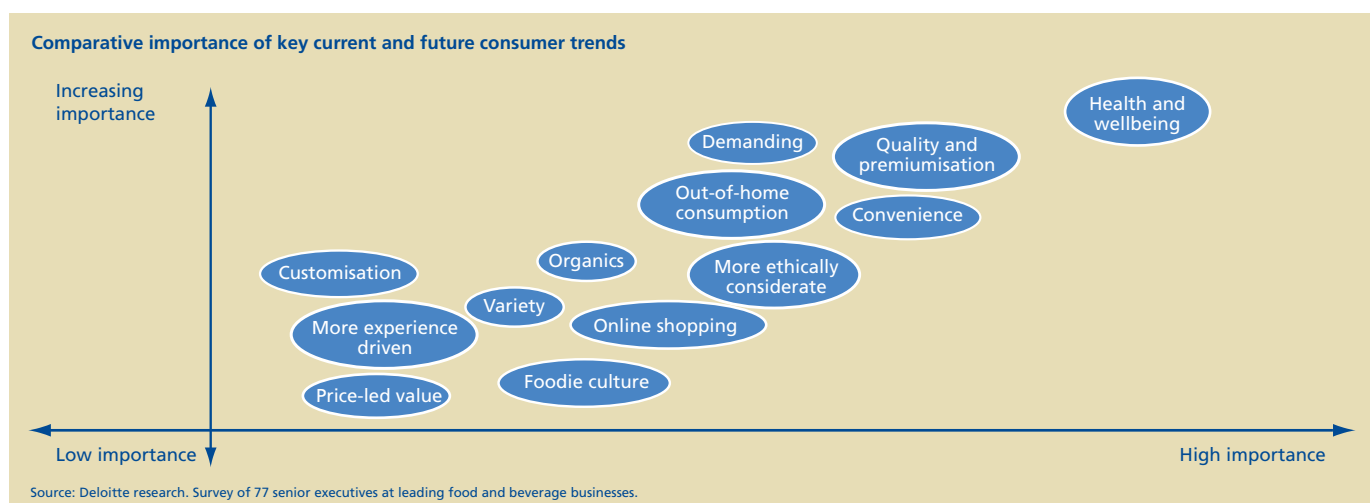 Comparative importance of key current and future consumer trends
Increasing
importance
Health and
wellbeing
Demanding
Quality and
premiumisation
Out-of-home
consumption
Convenience
Organics
More ethically
considerate
Customisation
Variety
Online shopping
More experience
driven
Foodie culture
Price-led value
Low importance
High importance
Source: Deloitte research. Survey of 77 senior executives at leading food and beverage businesses.